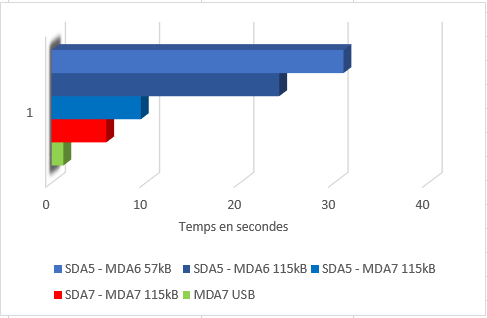 1
0 10 20 30 40
Temps en secondes
SDA5 - MDA6 57kB SDA5 - MDA6 115kB SDA5 - MDA7 115kB
SDA7 - MDA7 115kB MDA7 USB